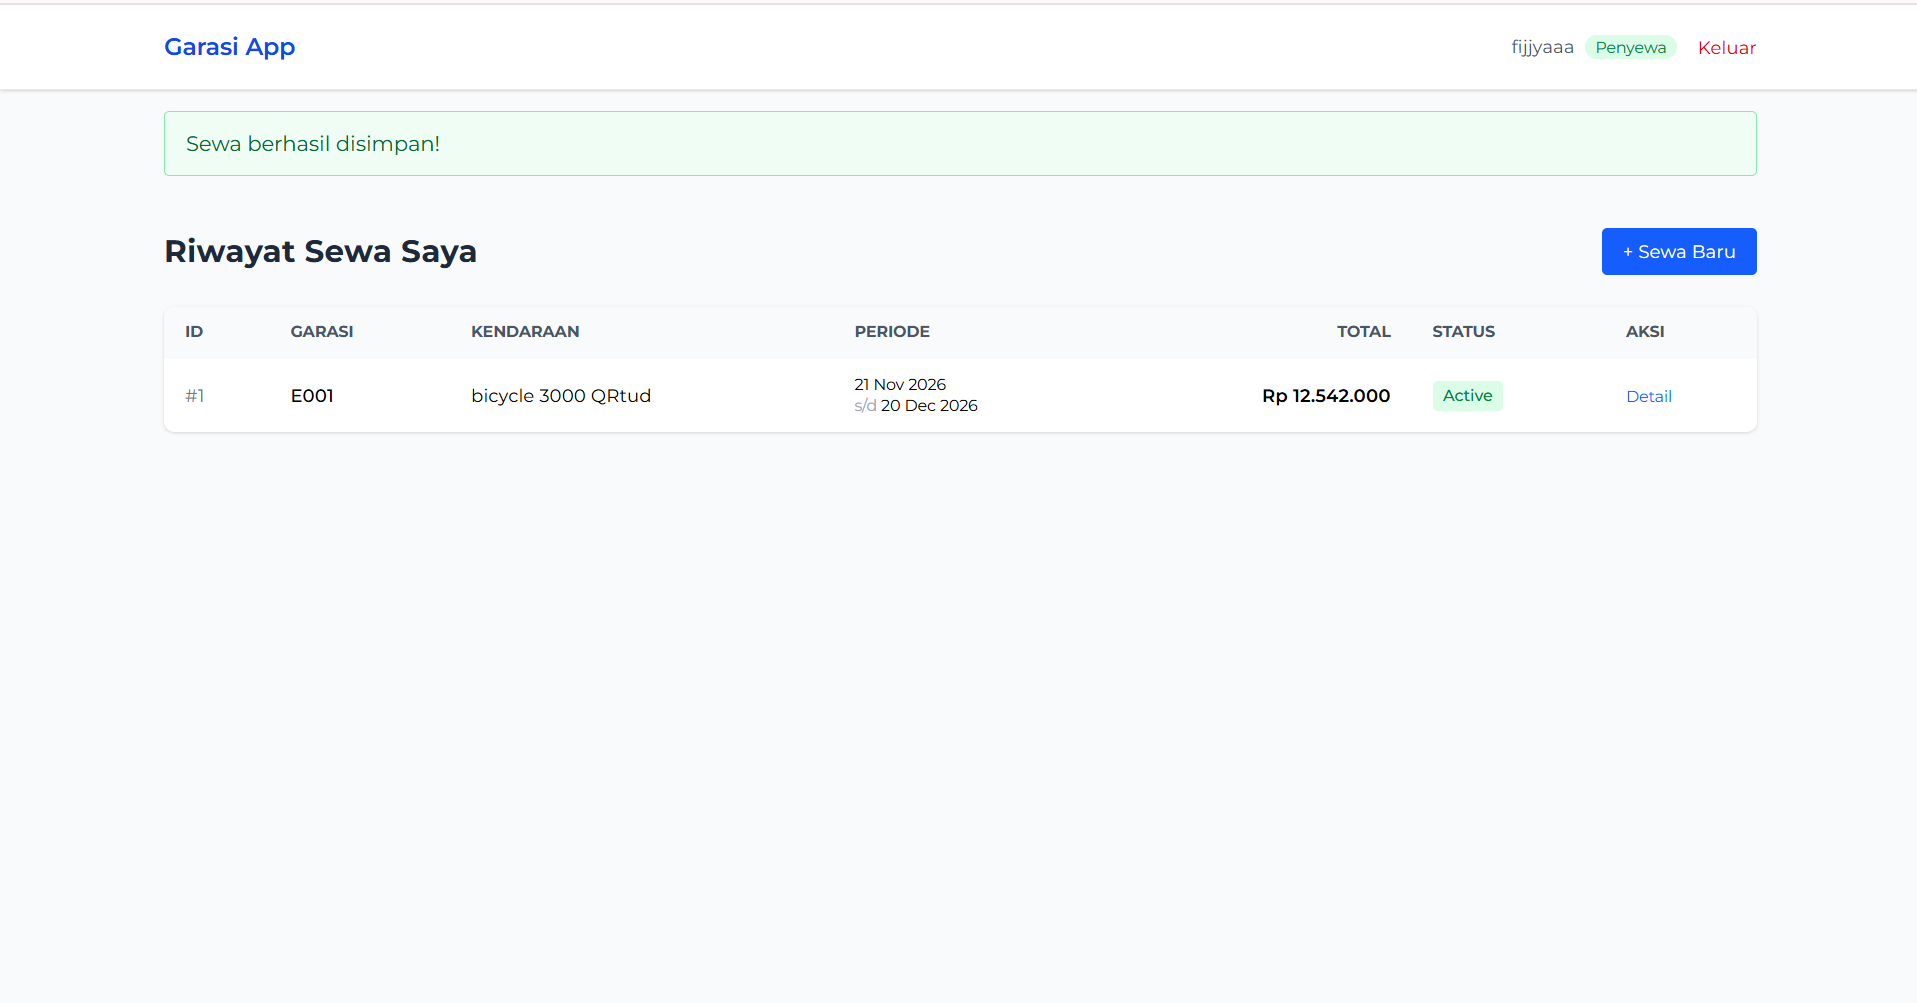 Garasi App
fijjyaaa Penyewa Keluar
Sewa berhasil disimpan!
Riwayat Sewa Saya
+ Sewa Baru
ID GARASI KENDARAAN PERIODE TOTAL STATUS AKSI
#1 E001 bicycle 3000 QRtud 21 Nov 2026 Rp 12.542.000 Active Detail
s/d 20 Dec 2026